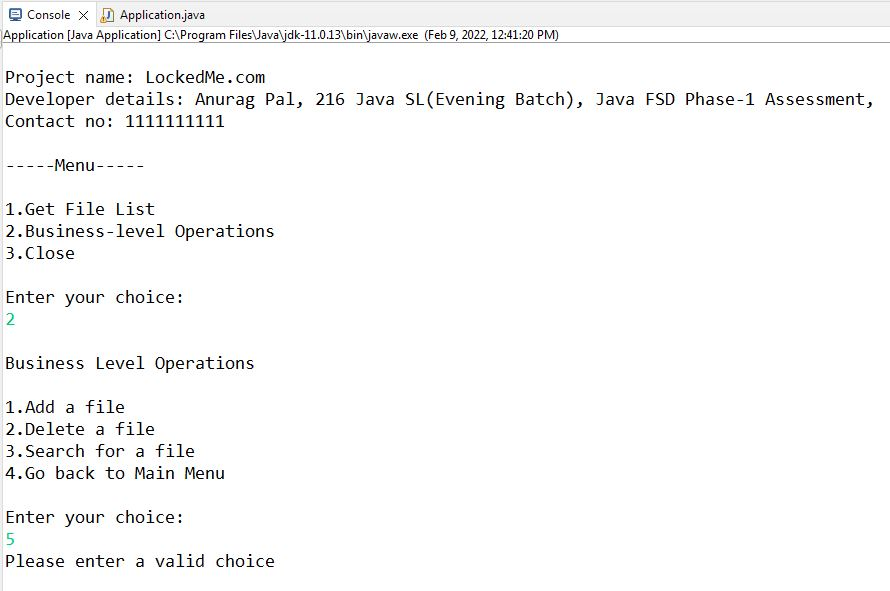 Console
Application.java
Application [Java Application] C:\Program Files\Java\jdk-11.0.13\bin\javaw.exe (Feb 9, 2022, 12:41:20 PM)
Project name: LockedMe.com
Developer details: Anurag Pal, 216 Java SL(Evening Batch), Java FSD Phase-1 Assessment,
Contact no: 1111111111
-----Menu-----
1.Get File List
2.Business-level Operations
3.Close
Enter your choice:
2
Business Level Operations
1.Add a file
2.Delete a file
3.Search for a file
4.Go back to Main Menu
Enter your choice:
5
Please enter a valid choice